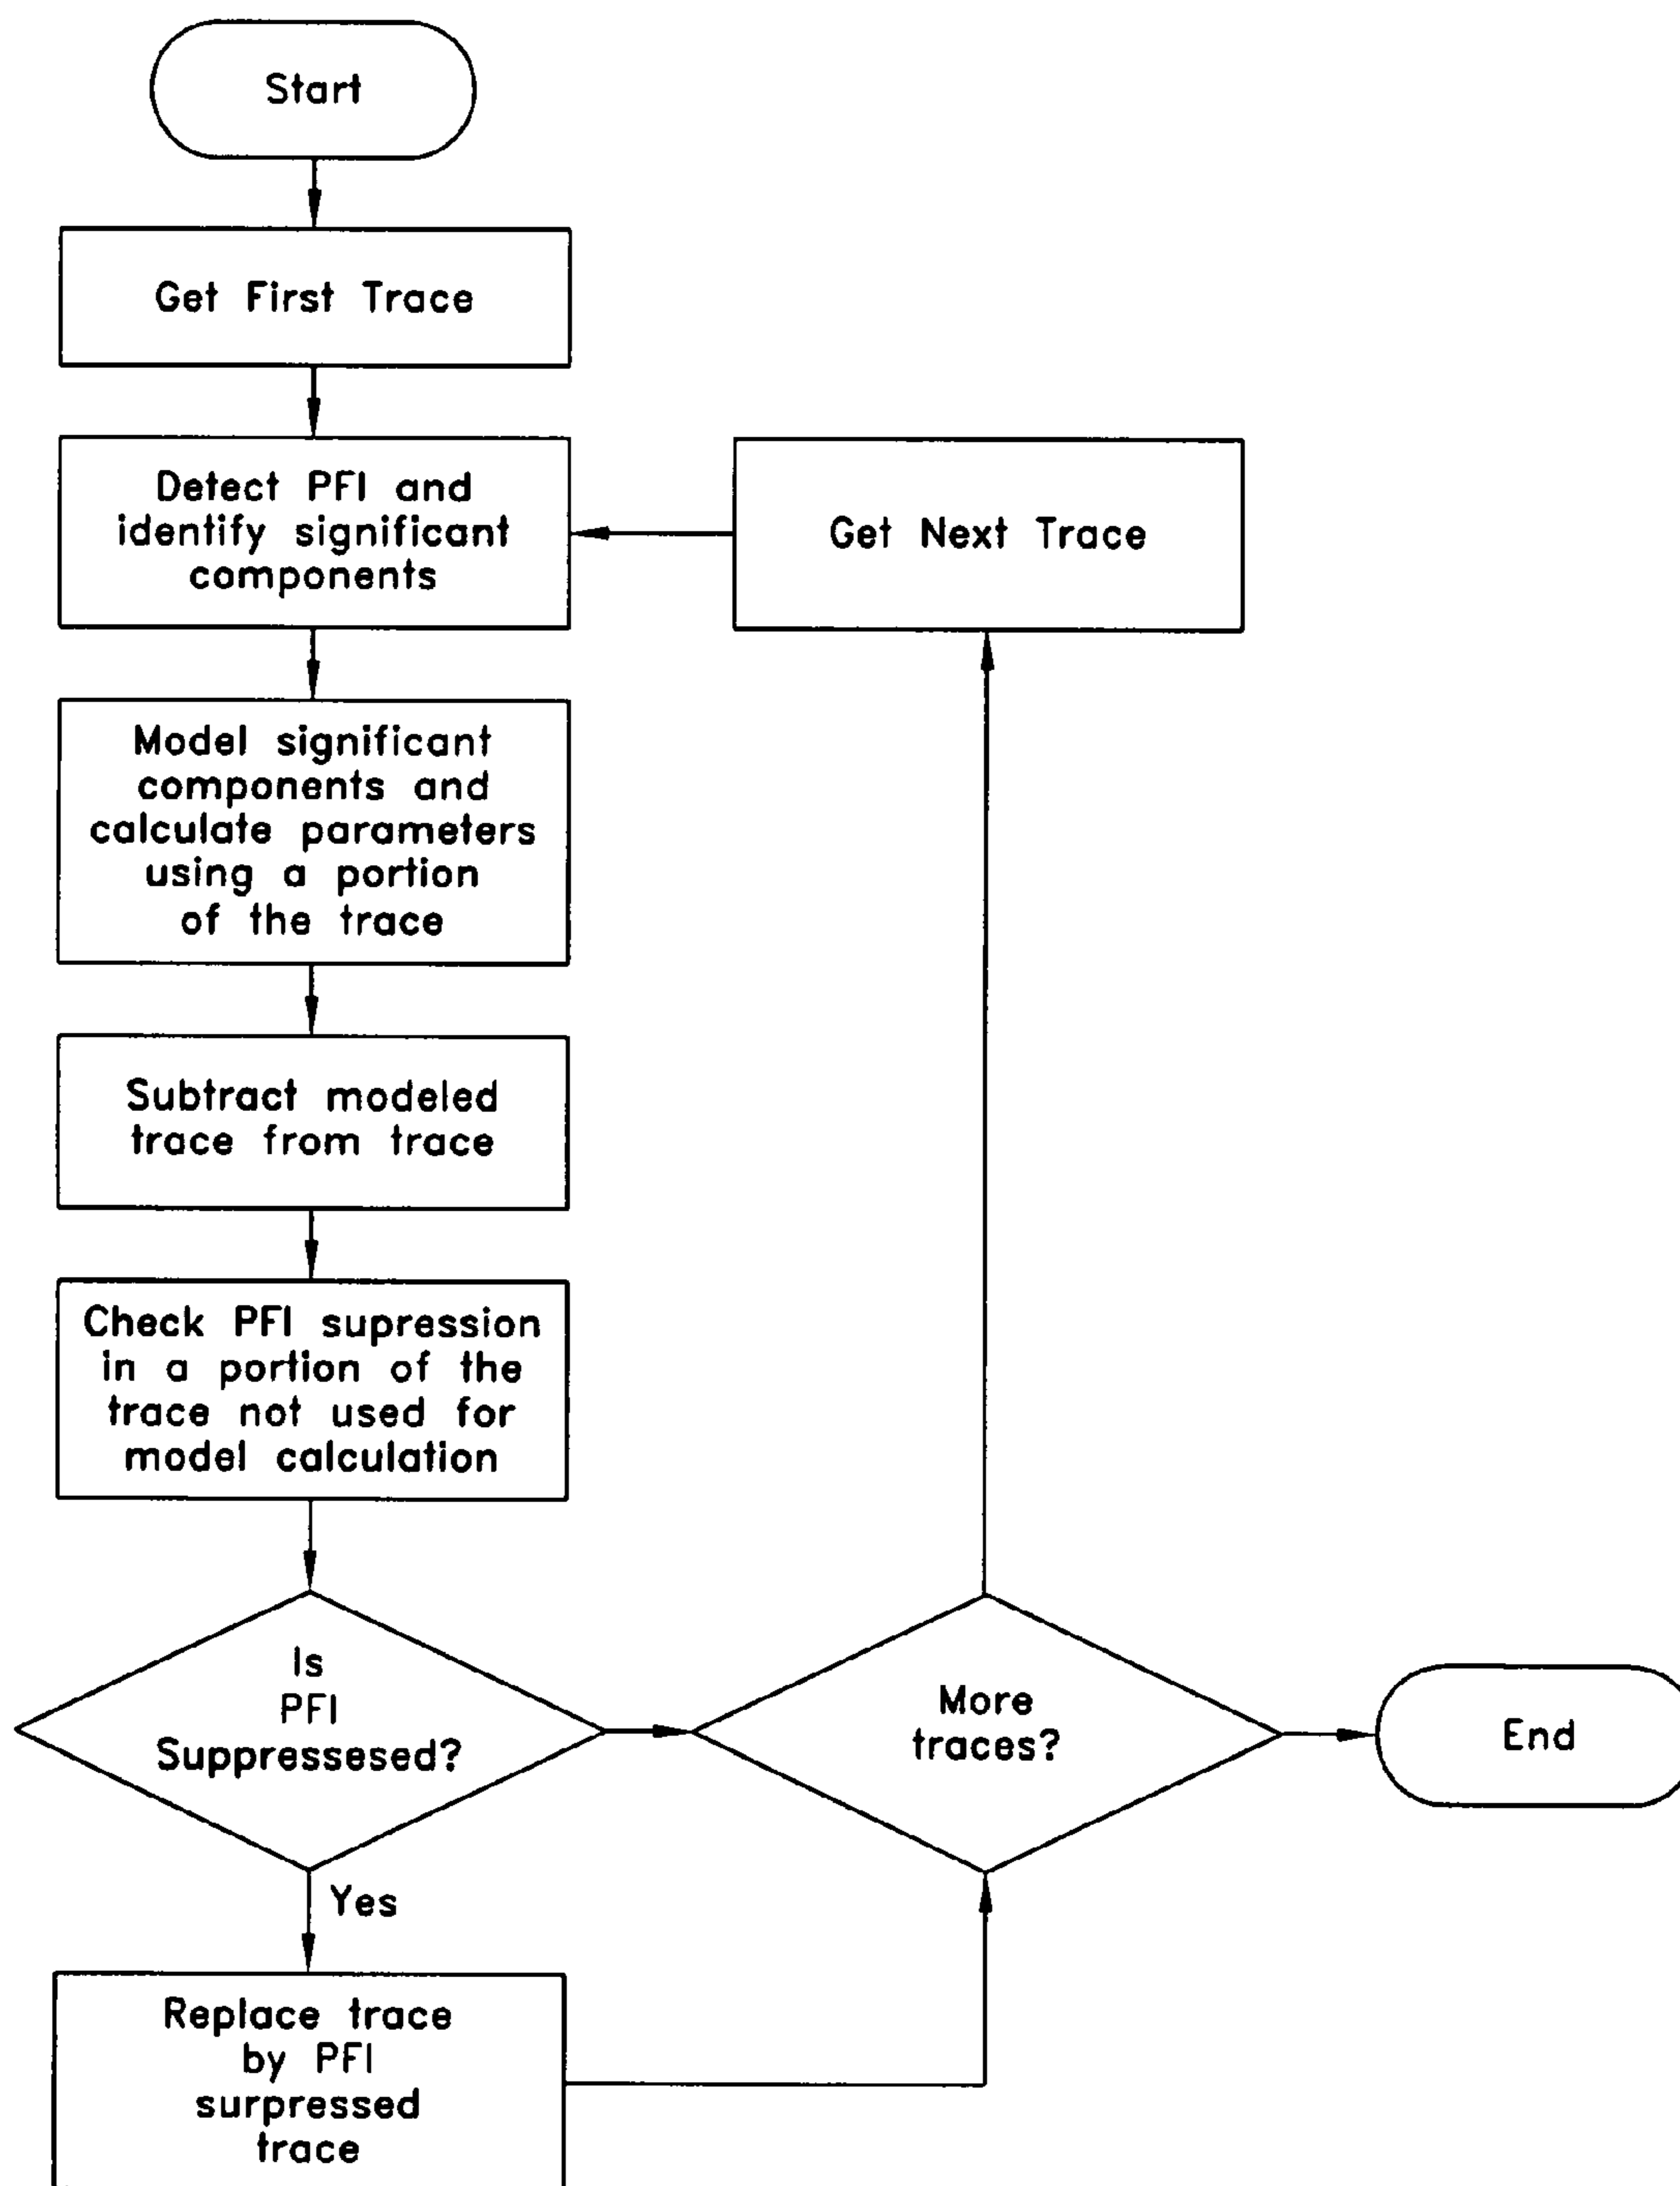 Start
Get First Trace
Detect PFI and
identify significant
components
Get Next Trace
Model significant
components and
calculate parameters
using a portion
of the trace
Subtract modeled
trace from trace
Check PFI supression
in a portion of the
trace not used for
model calculation
Is
PFI
Suppressesed?
More
traces?
End
Yes
Replace trace
by PFI
surpressed
trace